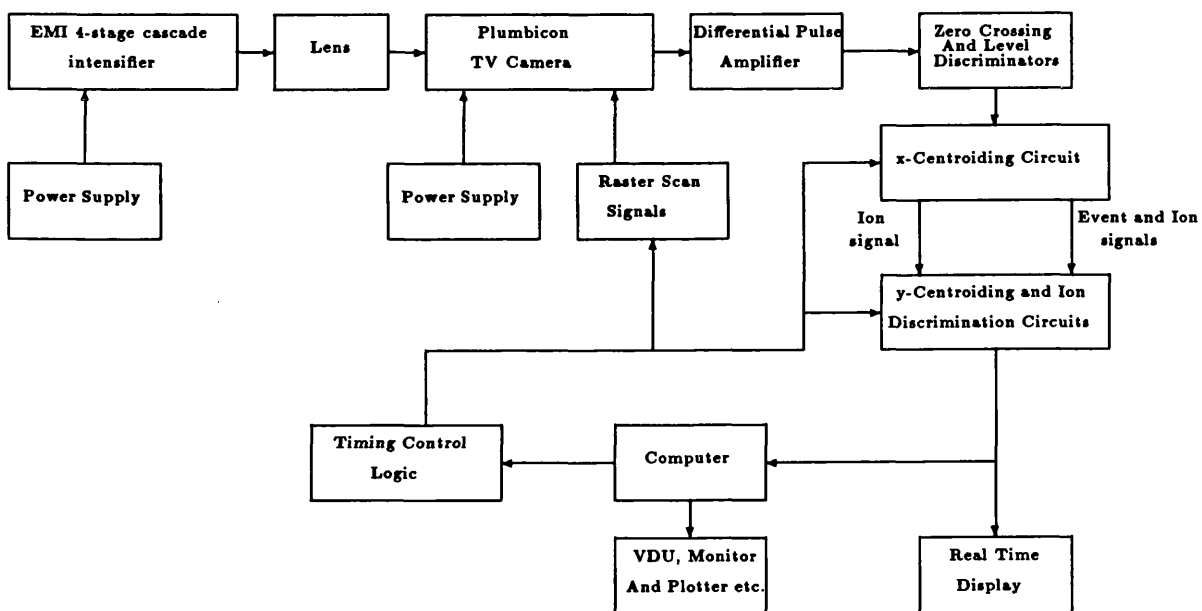 EMI 4-stage cascade
intensifier
Lens
Plumbicon
TV Camera
Differential Pulse
Amplifier
Zero Crossing
And Level
Discriminators
Power Supply
Power Supply
Raster Scan
Signals
x-Centroiding Circuit
Ion
signal
Event and Ion
signals
y-Centroiding and Ion
Discrimination Circuits
Timing Control
Logic
Computer
VDU, Monitor
And Plotter etc.
Real Time
Display